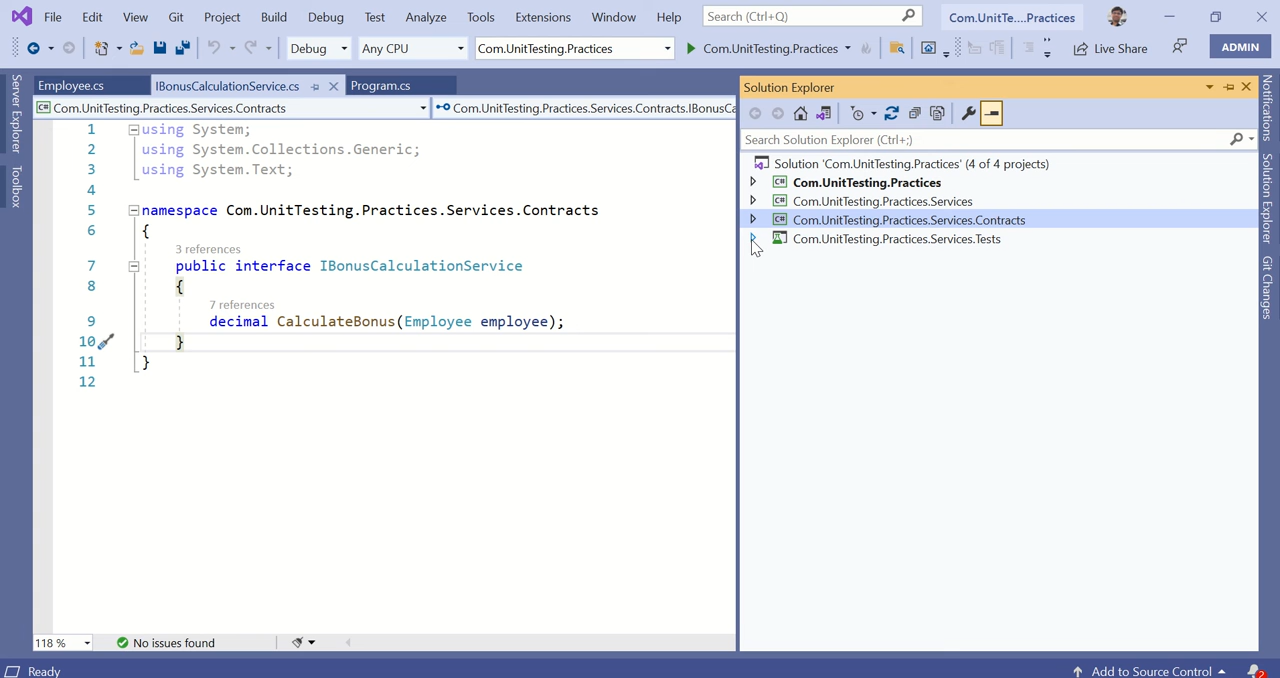 File Edit View Git Project Build Debug Test Analyze Tools Extensions Window Help Search (Ctrl+Q) Com.UnitTe....Practices
Debug Any CPU Com.UnitTesting.Practices Com.UnitTesting.Practices Live Share ADMIN
Server Explorer
Toolbox
Employee.cs IBonusCalculationService.cs Program.cs
Com.UnitTesting.Practices.Services.Contracts Com.UnitTesting.Practices.Services.Contracts.IBonusCa
1 using System;
2 using System.Collections.Generic;
3 using System.Text;
4
5 namespace Com.UnitTesting.Practices.Services.Contracts
6 {
3 references
7 public interface IBonusCalculationService
8 {
7 references
9 decimal CalculateBonus(Employee employee);
10 }
11 }
12
118 % No issues found
Solution Explorer
Search Solution Explorer (Ctrl+;)
Solution 'Com.UnitTesting.Practices' (4 of 4 projects)
C# Com.UnitTesting.Practices
C# Com.UnitTesting.Practices.Services
C# Com.UnitTesting.Practices.Services.Contracts
Com.UnitTesting.Practices.Services.Tests
Notifications
Solution Explorer
Git Changes
Ready Add to Source Control 2